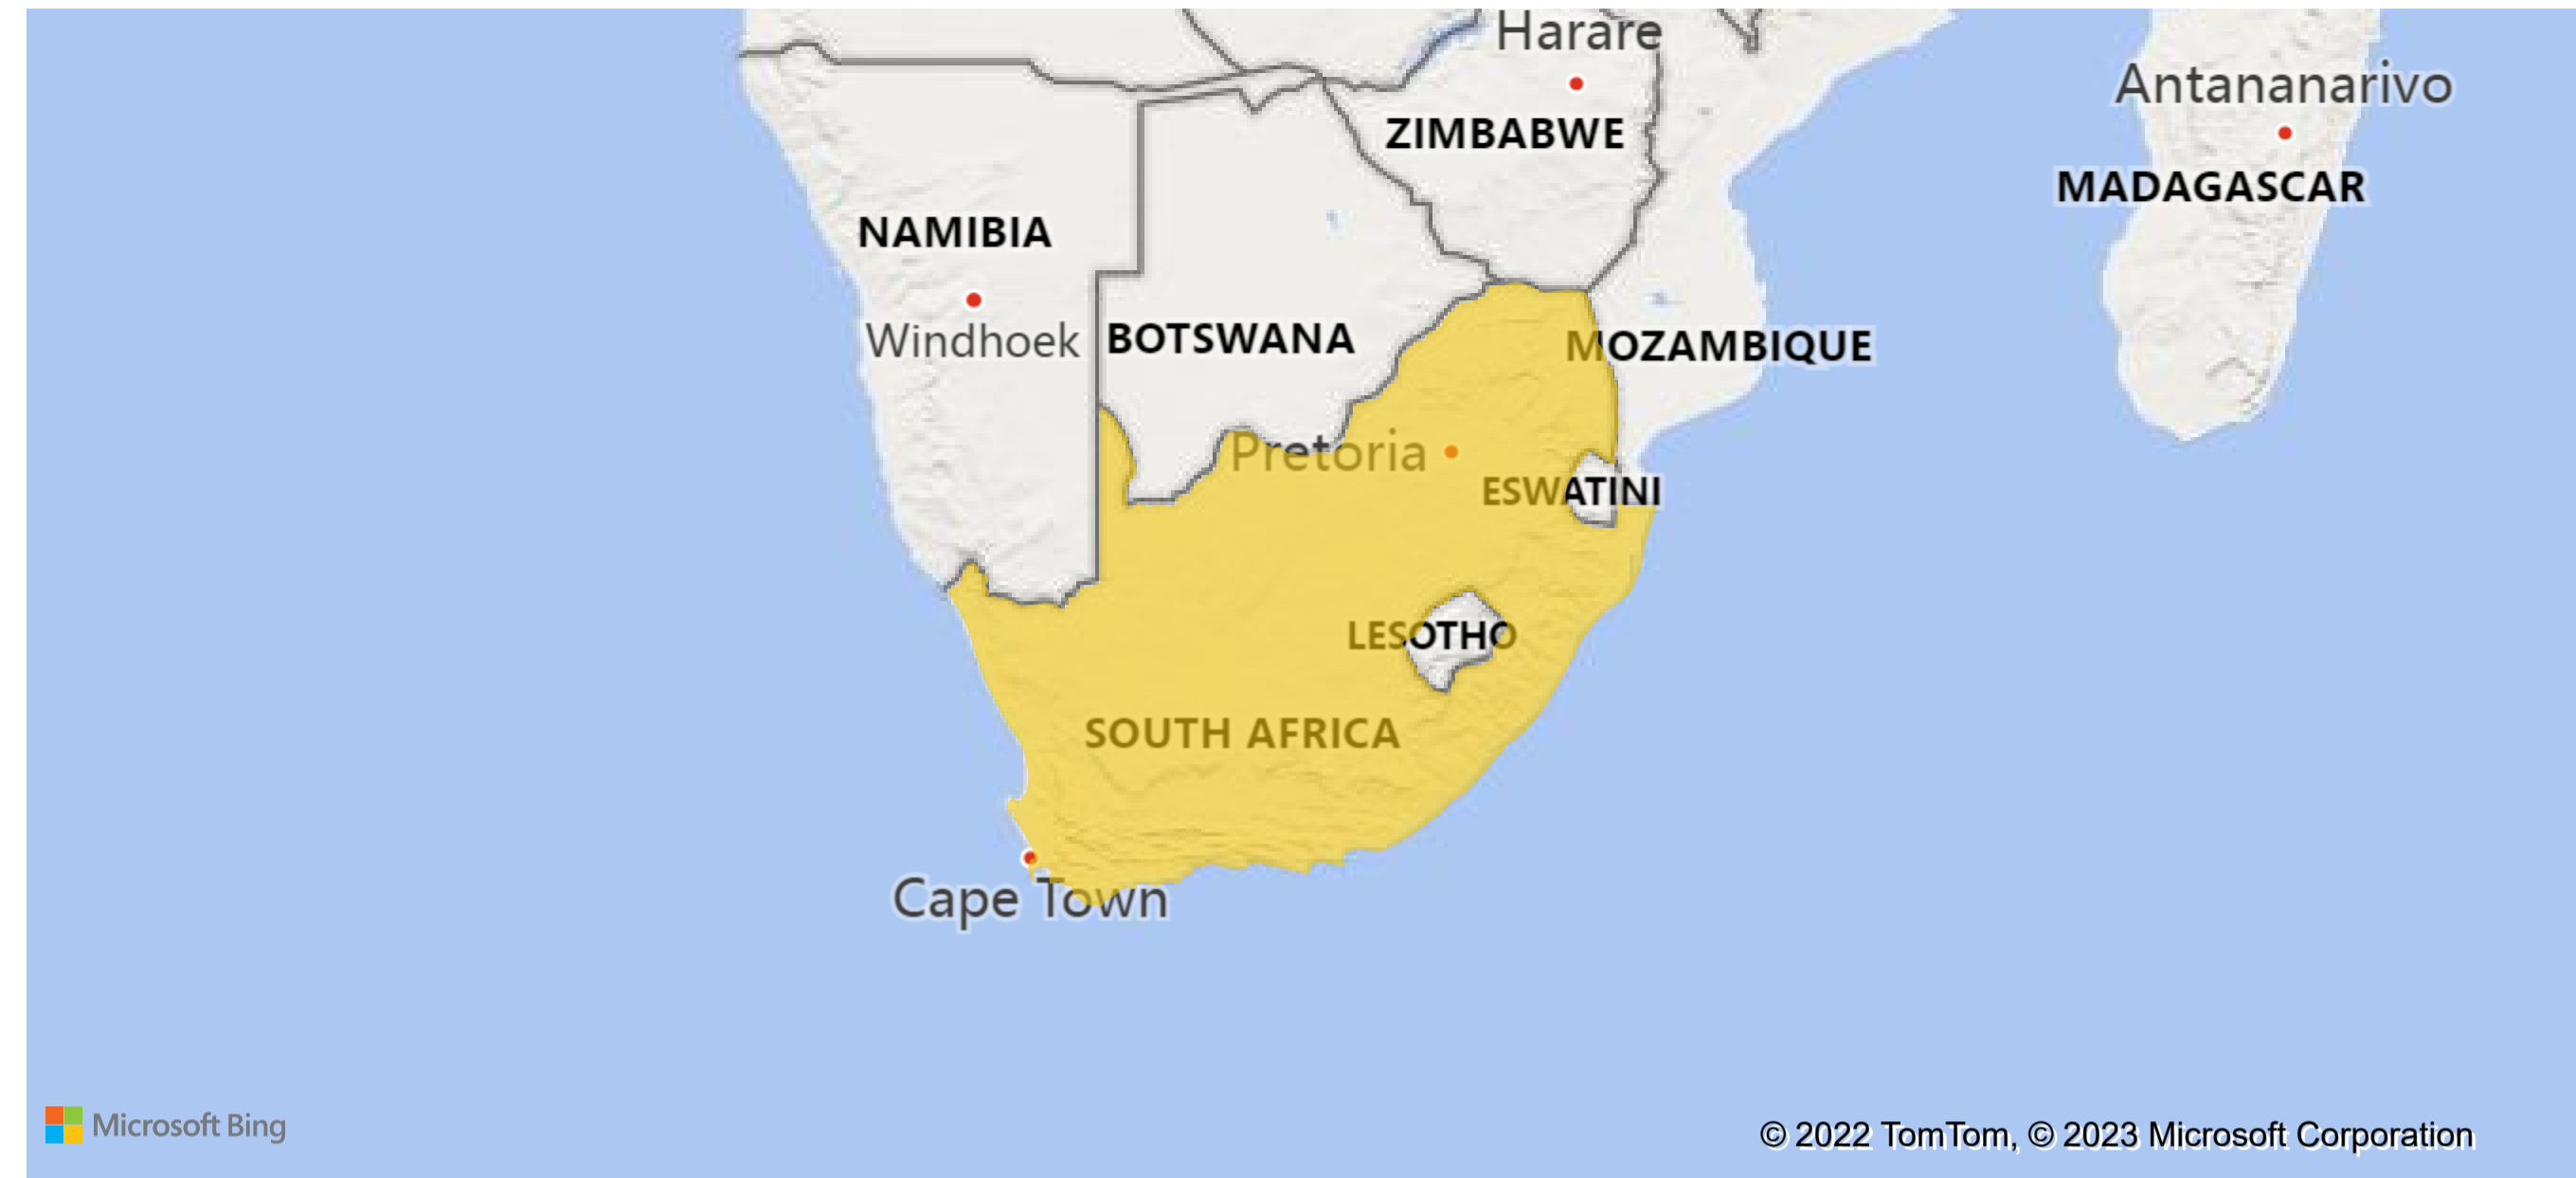 Harare
Antananarivo
ZIMBABWE
MADAGASCAR
NAMIBIA
Windhoek
BOTSWANA
MOZAMBIQUE
Pretoria
ESWATINI
LESOTHO
SOUTH AFRICA
Cape Town
Microsoft Bing
© 2022 TomTom, © 2023 Microsoft Corporation